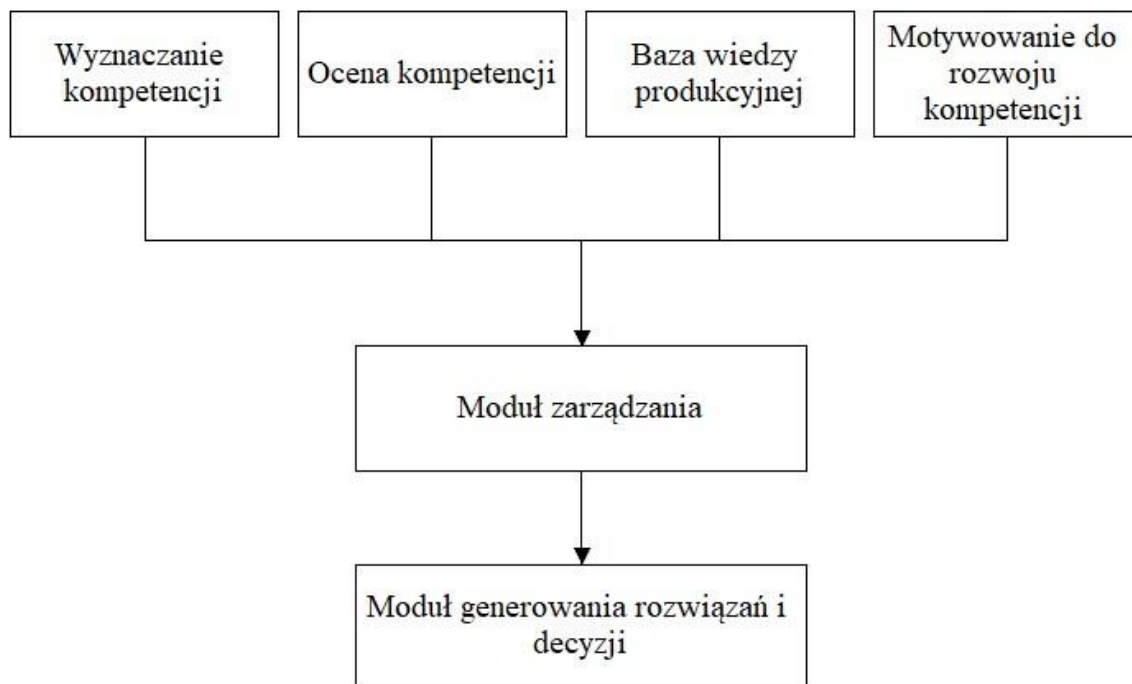 Wyznaczanie
kompetencji
Ocena kompetencji
Baza wiedzy
produkcyjnej
Motywowanie do
rozwoju
kompetencji
Moduł zarządzania
Moduł generowania rozwiązań i
decyzji